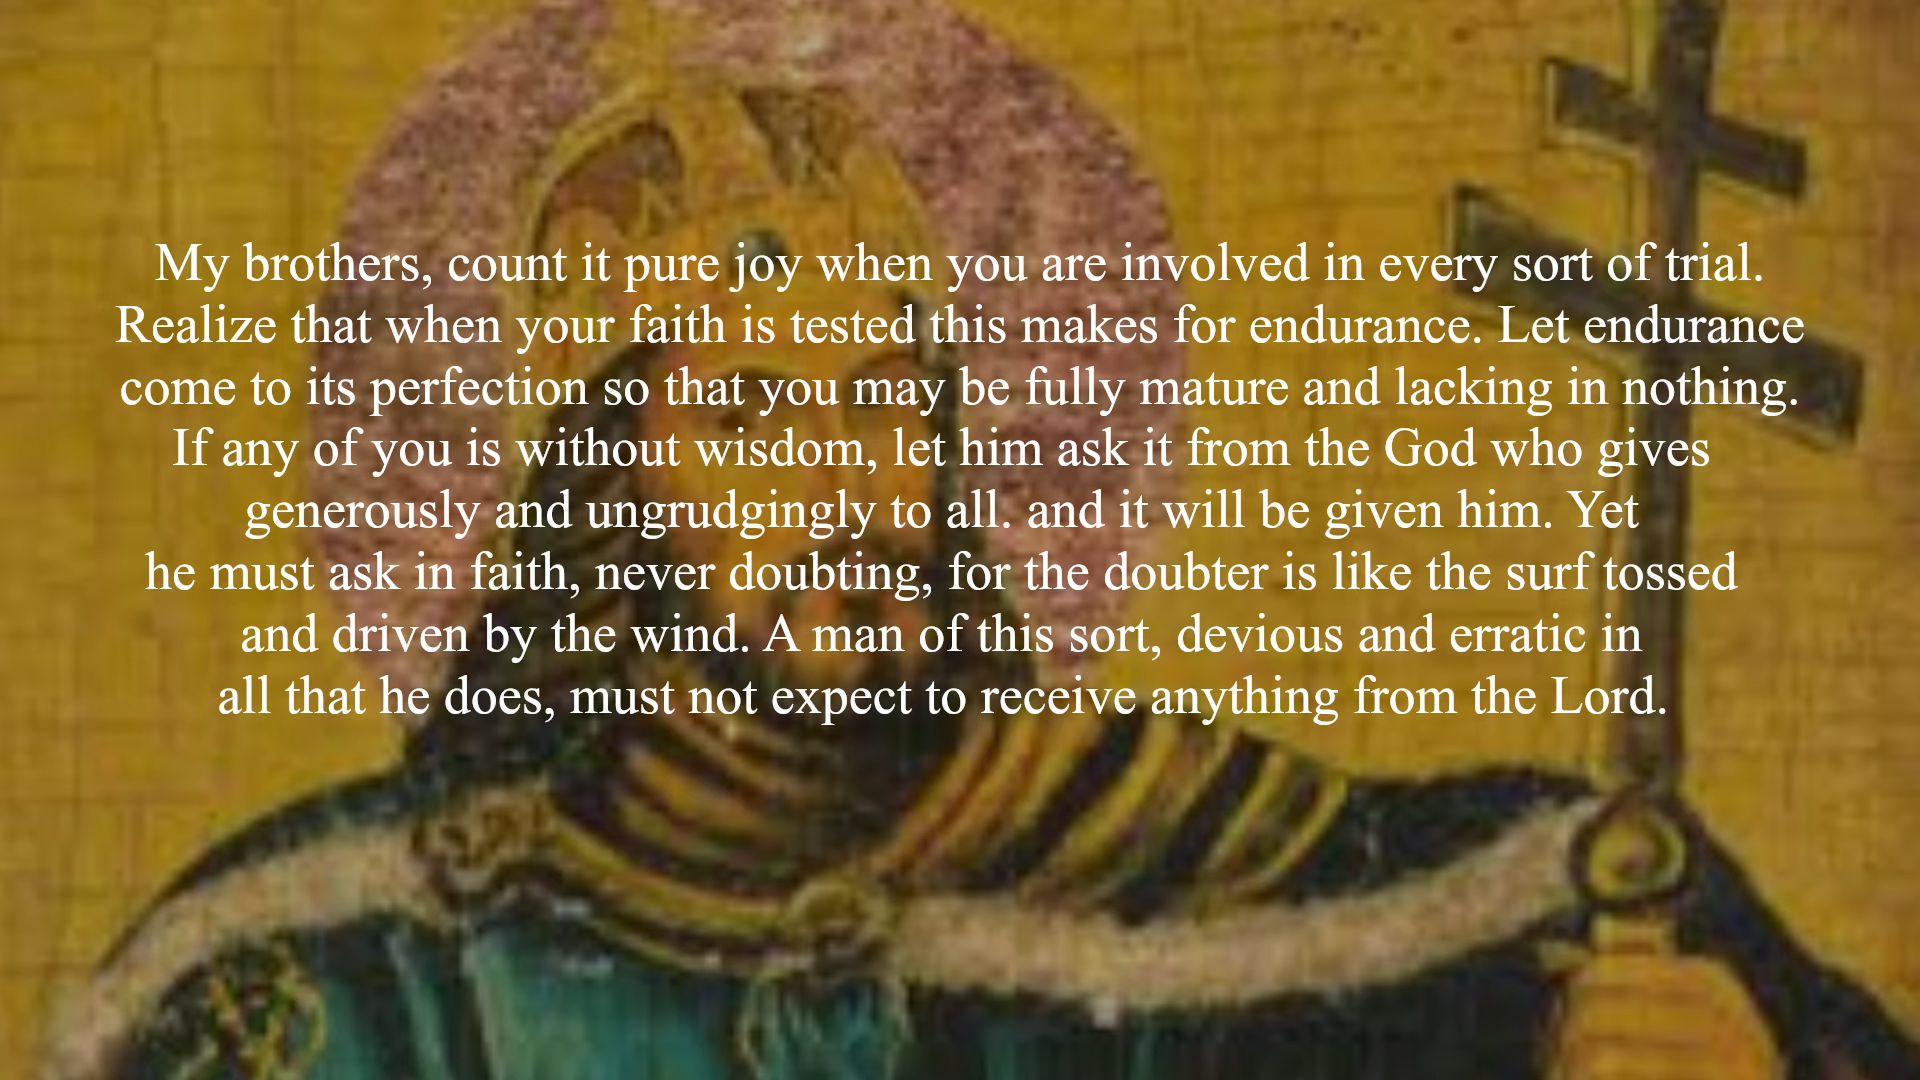 My brothers, count it pure joy when you are involved in every sort of trial.
Realize that when your faith is tested this makes for endurance. Let endurance
come to its perfection so that you may be fully mature and lacking in nothing.
If any of you is without wisdom, let him ask it from the God who gives
generously and ungrudgingly to all. and it will be given him. Yet
he must ask in faith, never doubting, for the doubter is like the surf tossed
and driven by the wind. A man of this sort, devious and erratic in
all that he does, must not expect to receive anything from the Lord.